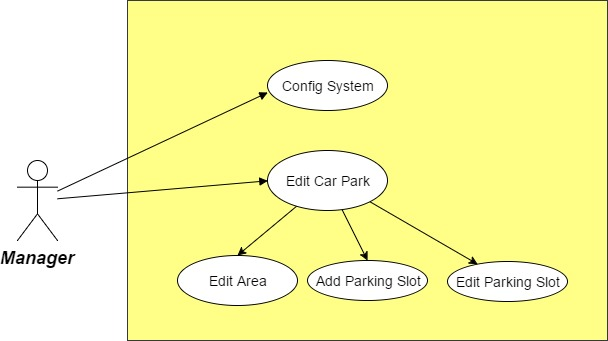 Config System
Edit Car Park
Manager
Edit Area
Add Parking Slot
Edit Parking Slot